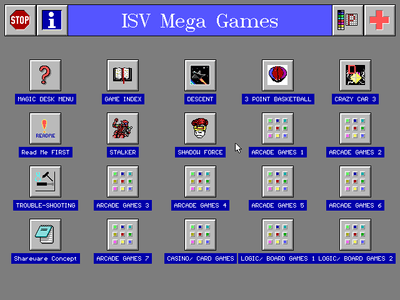 STOP
ISV Mega Games
MAGIC DESK MENU
GAME INDEX
DESCENT
3 POINT BASKETBALL
CRAZY CAR 3
README
Read Me FIRST
STALKER
SHADOW FORCE
ARCADE GAMES 1
ARCADE GAMES 2
TROUBLE-SHOOTING
ARCADE GAMES 3
ARCADE GAMES 4
ARCADE GAMES 5
ARCADE GAMES 6
Shareware Concept
ARCADE GAMES 7
CASINO/ CARD GAMES
LOGIC/ BOARD GAMES 1
LOGIC/ BOARD GAMES 2